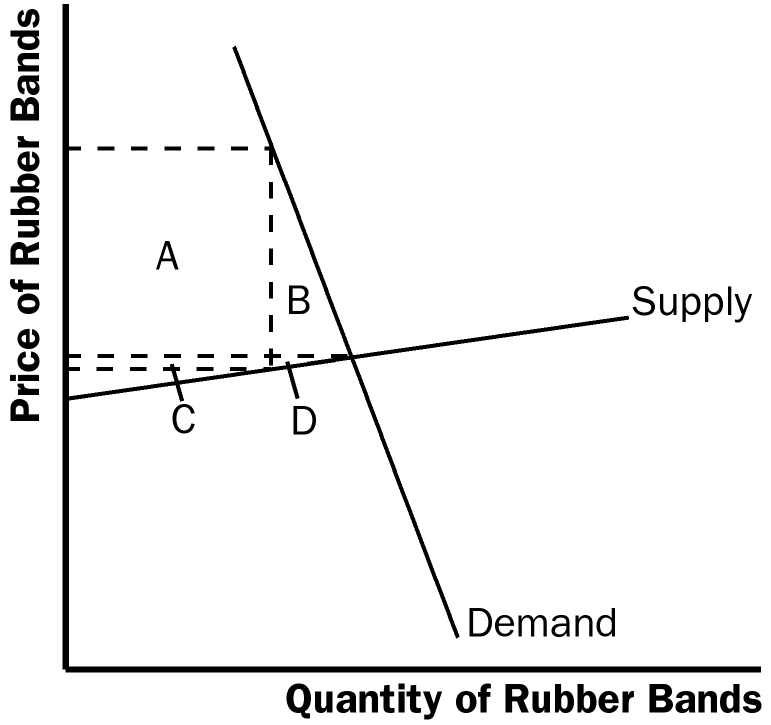 Price of Rubber Bands
A
B
Supply
C
D
Demand
Quantity of Rubber Bands